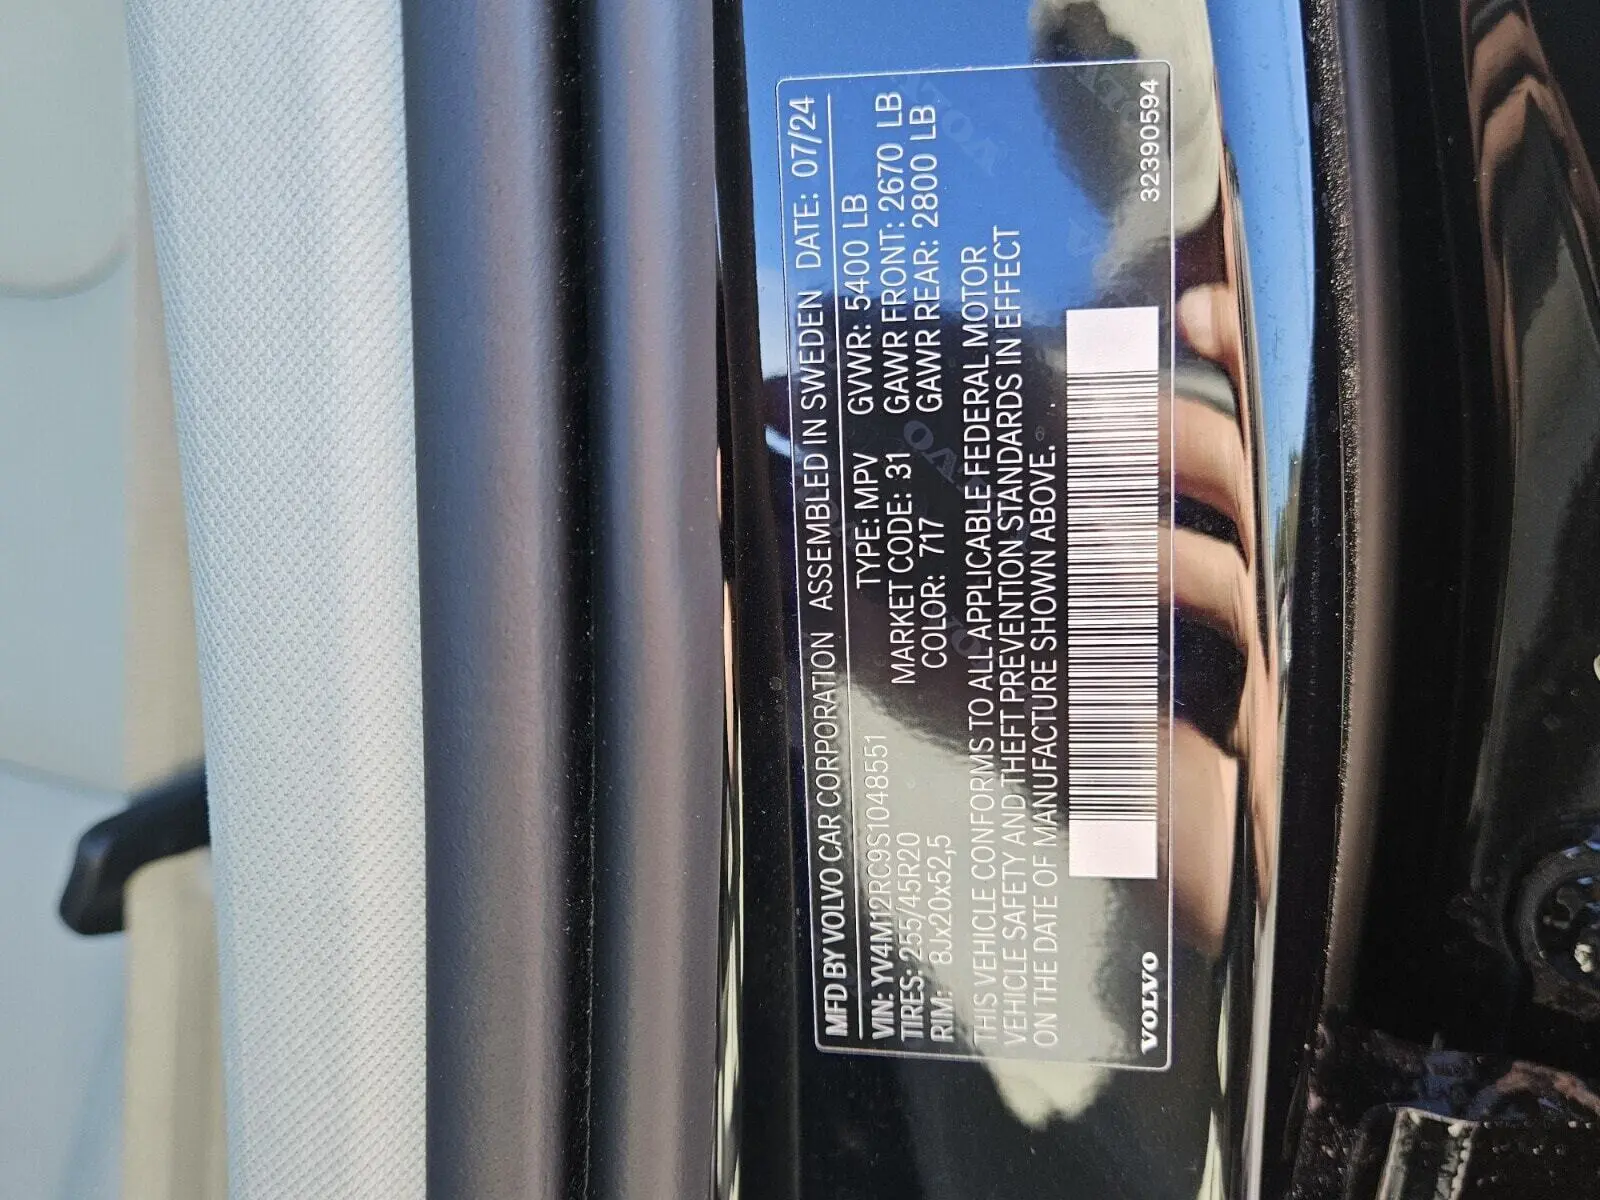 MFD BY VOLVO CAR CORPORATION ASSEMBLED IN SWEDEN DATE: 07/24
VIN: YV4M12RC9S1048551 TYPE: MPV GVWR: 5400 LB
TIRES: 255/45R20 MARKET CODE: 31 GAWR FRONT: 2670 LB
RIM: 8Jx20x52,5 COLOR: 717 GAWR REAR: 2800 LB
THIS VEHICLE CONFORMS TO ALL APPLICABLE FEDERAL MOTOR
VEHICLE SAFETY AND THEFT PREVENTION STANDARDS IN EFFECT
ON THE DATE OF MANUFACTURE SHOWN ABOVE.
VOLVO 32390594